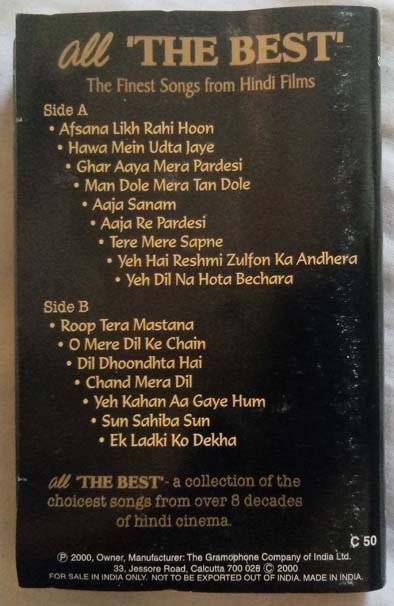 all 'THE BEST'
The Finest Songs from Hindi Films
Side A
• Afsana Likh Rahi Hoon
• Hawa Mein Udta Jaye
• Ghar Aaya Mera Pardesi
• Man Dole Mera Tan Dole
• Aaja Sanam
• Aaja Re Pardesi
• Tere Mere Sapne
• Yeh Hai Reshmi Zulfon Ka Andhera
• Yeh Dil Na Hota Bechara
Side B
• Roop Tera Mastana
• O Mere Dil Ke Chain
• Dil Dhoondhta Hai
• Chand Mera Dil
• Yeh Kahan Aa Gaye Hum
• Sun Sahiba Sun
• Ek Ladki Ko Dekha
all 'THE BEST'- a collection of the
choicest songs from over 8 decades
of hindi cinema.
C 50
℗ 2000, Owner, Manufacturer: The Gramophone Company of India Ltd.
33, Jessore Road, Calcutta 700 028 © 2000
FOR SALE IN INDIA ONLY. NOT TO BE EXPORTED OUT OF INDIA. MADE IN INDIA.